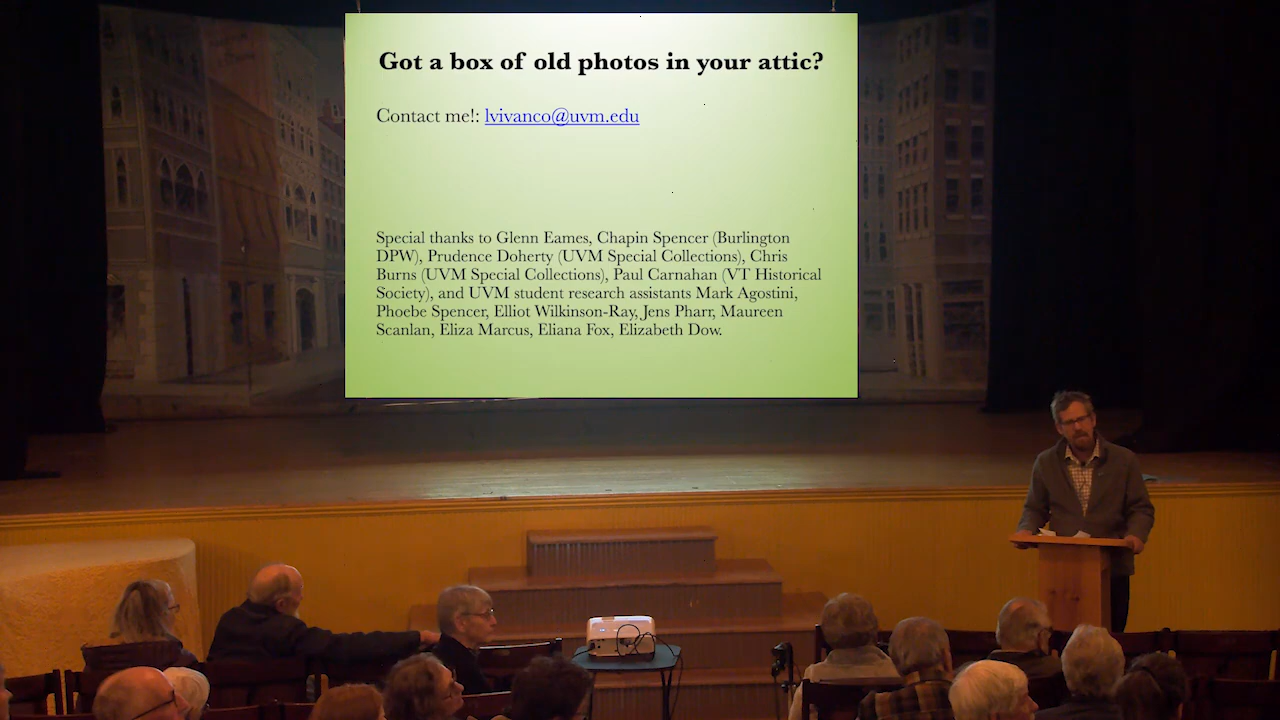 Got a box of old photos in your attic?
Contact me!: lvivanco@uvm.edu
Special thanks to Glenn Eames, Chapin Spencer (Burlington
DPW), Prudence Doherty (UVM Special Collections), Chris
Burns (UVM Special Collections), Paul Carnahan (VT Historical
Society), and UVM student research assistants Mark Agostini,
Phoebe Spencer, Elliot Wilkinson-Ray, Jens Pharr, Maureen
Scanlan, Eliza Marcus, Eliana Fox, Elizabeth Dow.